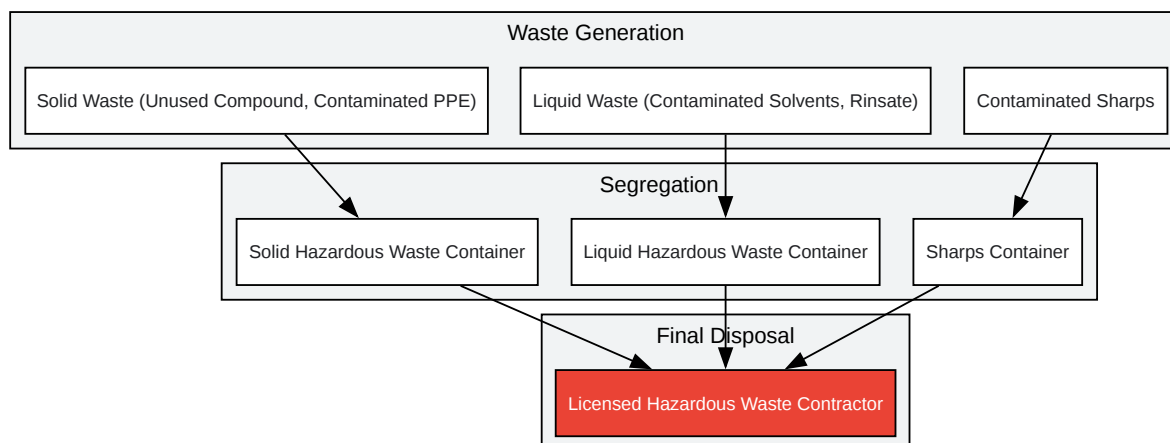 Waste Generation
Solid Waste (Unused Compound, Contaminated PPE)
Liquid Waste (Contaminated Solvents, Rinsate)
Contaminated Sharps
Segregation
Solid Hazardous Waste Container
Liquid Hazardous Waste Container
Sharps Container
Final Disposal
Licensed Hazardous Waste Contractor